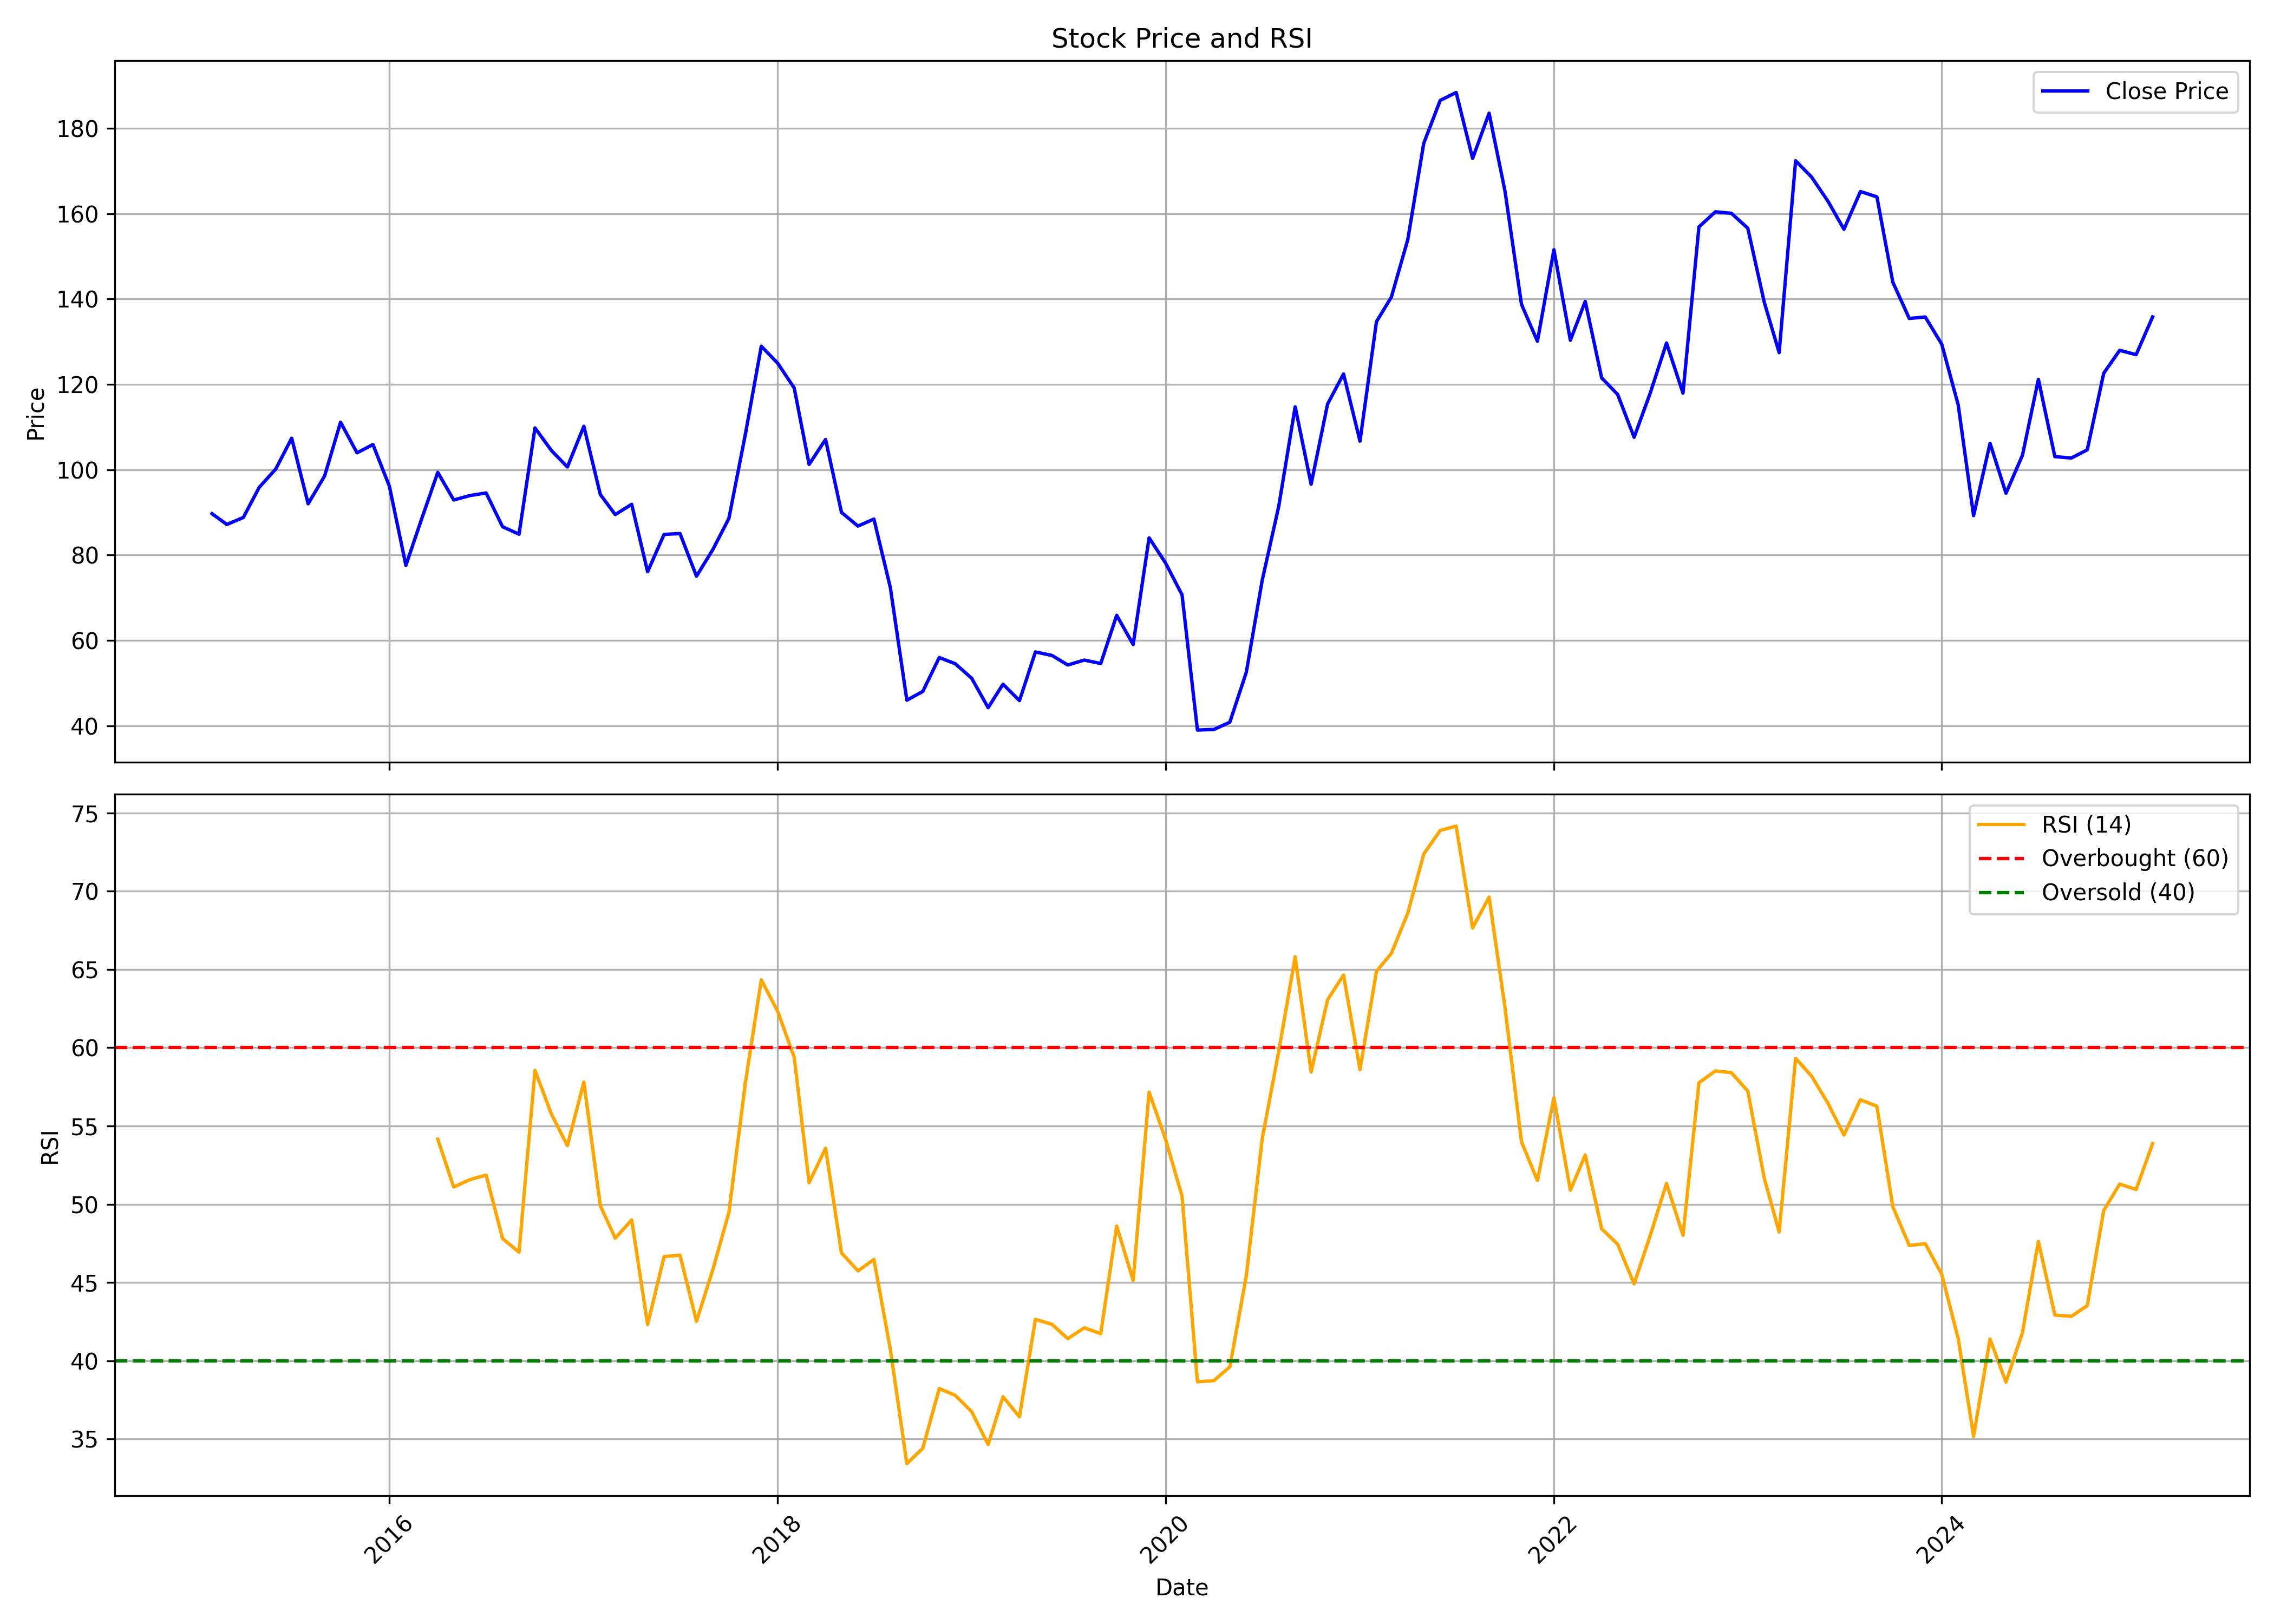 Stock Price and RSI
Close Price
Price
180
160
140
120
100
80
60
40
RSI (14)
Overbought (60)
Oversold (40)
RSI
75
70
65
60
55
50
45
40
35
2016
2018
2020
2022
2024
Date